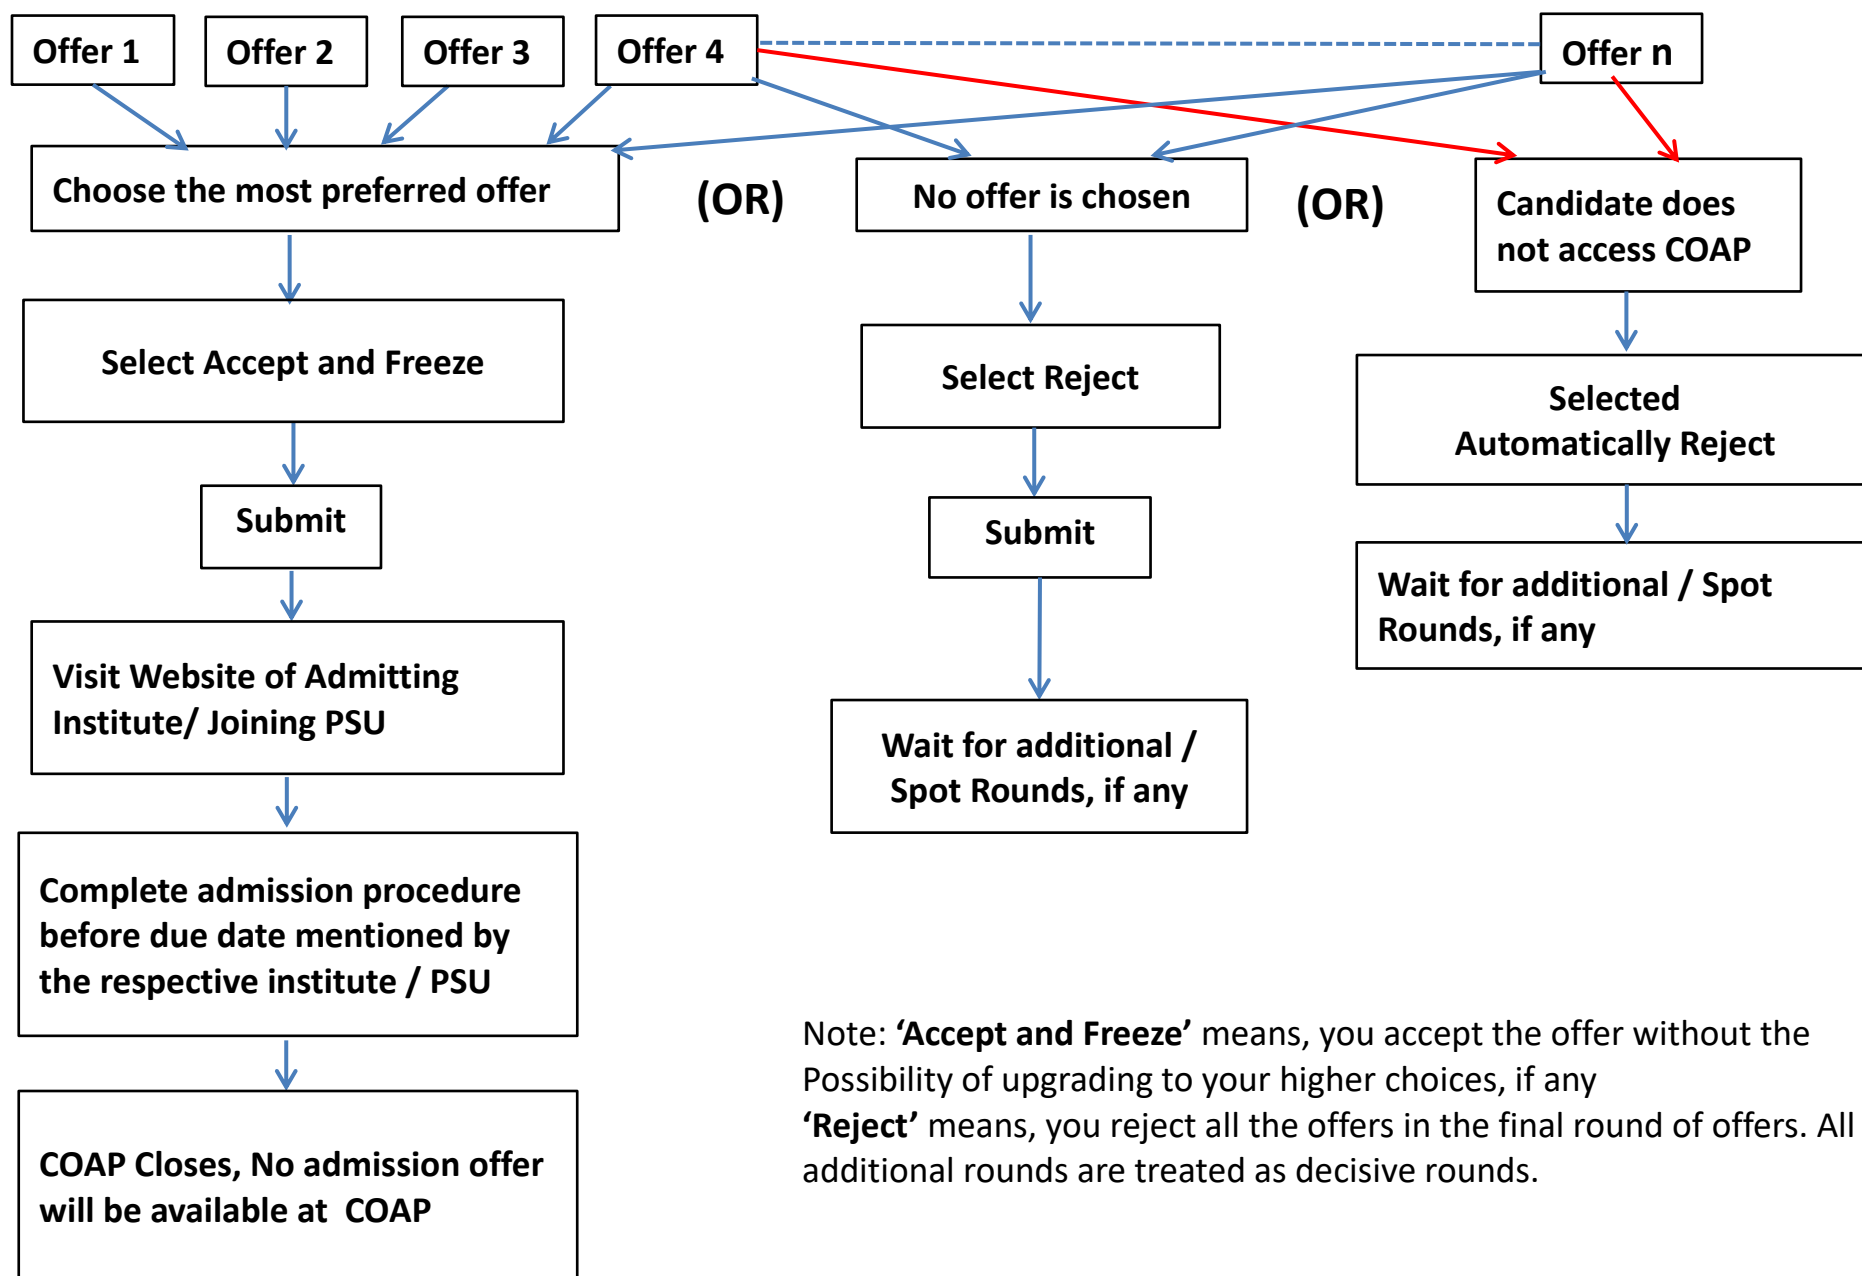 Offer 1
Offer 2
Offer 3
Offer 4
Offer n
Choose the most preferred offer
(OR)
No offer is chosen
(OR)
Candidate does
not access COAP
Select Accept and Freeze
Select Reject
Selected
Automatically Reject
Submit
Submit
Wait for additional / Spot
Rounds, if any
Visit Website of Admitting
Institute/ Joining PSU
Wait for additional /
Spot Rounds, if any
Complete admission procedure
before due date mentioned by
the respective institute / PSU
COAP Closes, No admission offer
will be available at COAP
Note: ‘Accept and Freeze’ means, you accept the offer without the
Possibility of upgrading to your higher choices, if any
‘Reject’ means, you reject all the offers in the final round of offers. All
additional rounds are treated as decisive rounds.